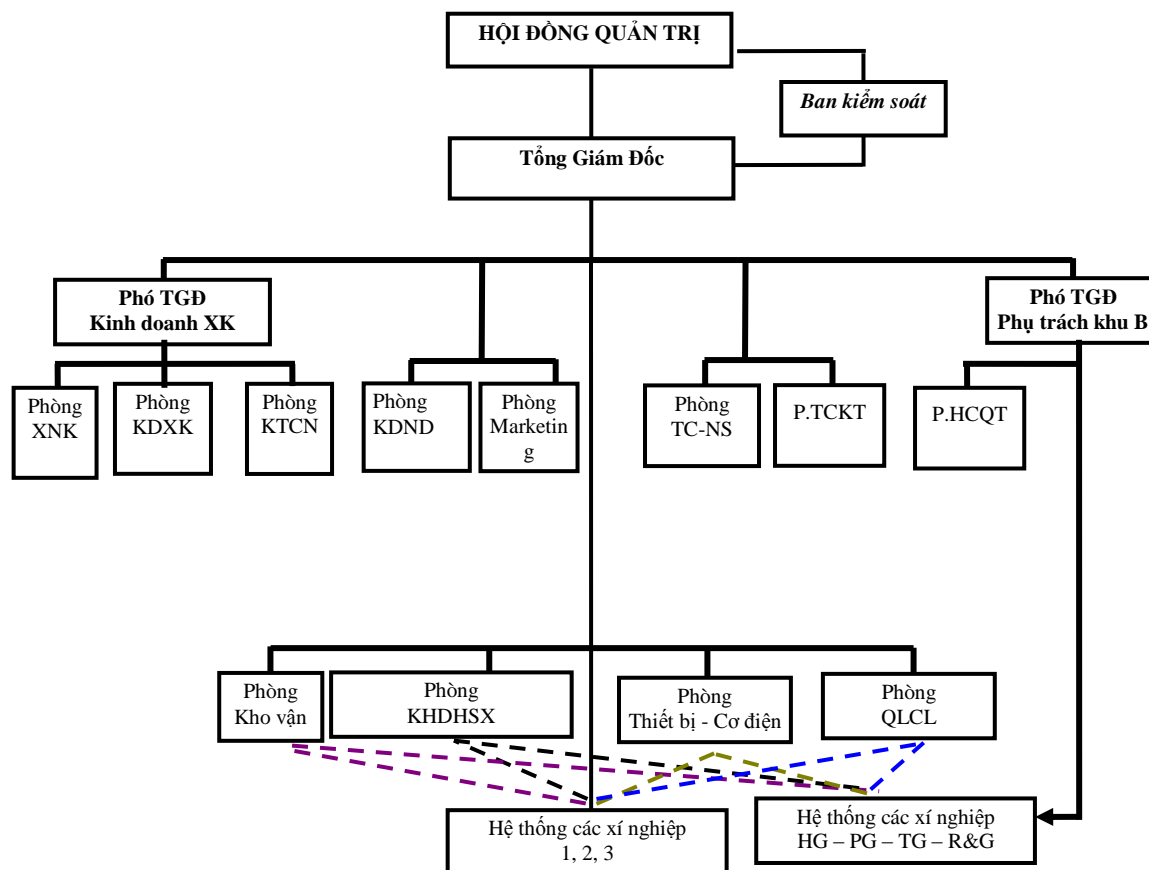 HỘI ĐỒNG QUẢN TRỊ
Ban kiểm soát
Tổng Giám Đốc
Phó TGĐ
Kinh doanh XK
Phó TGĐ
Phụ trách khu B
Phòng
XNK
Phòng
KDXK
Phòng
KTCN
Phòng
KDND
Phòng
Marketin
g
Phòng
TC-NS
P.TCKT
P.HCQT
Phòng
Kho vận
Phòng
KHDHSX
Phòng
Thiết bị - Cơ điện
Phòng
QLCL
Hệ thống các xí nghiệp
1, 2, 3
Hệ thống các xí nghiệp
HG – PG – TG – R&G